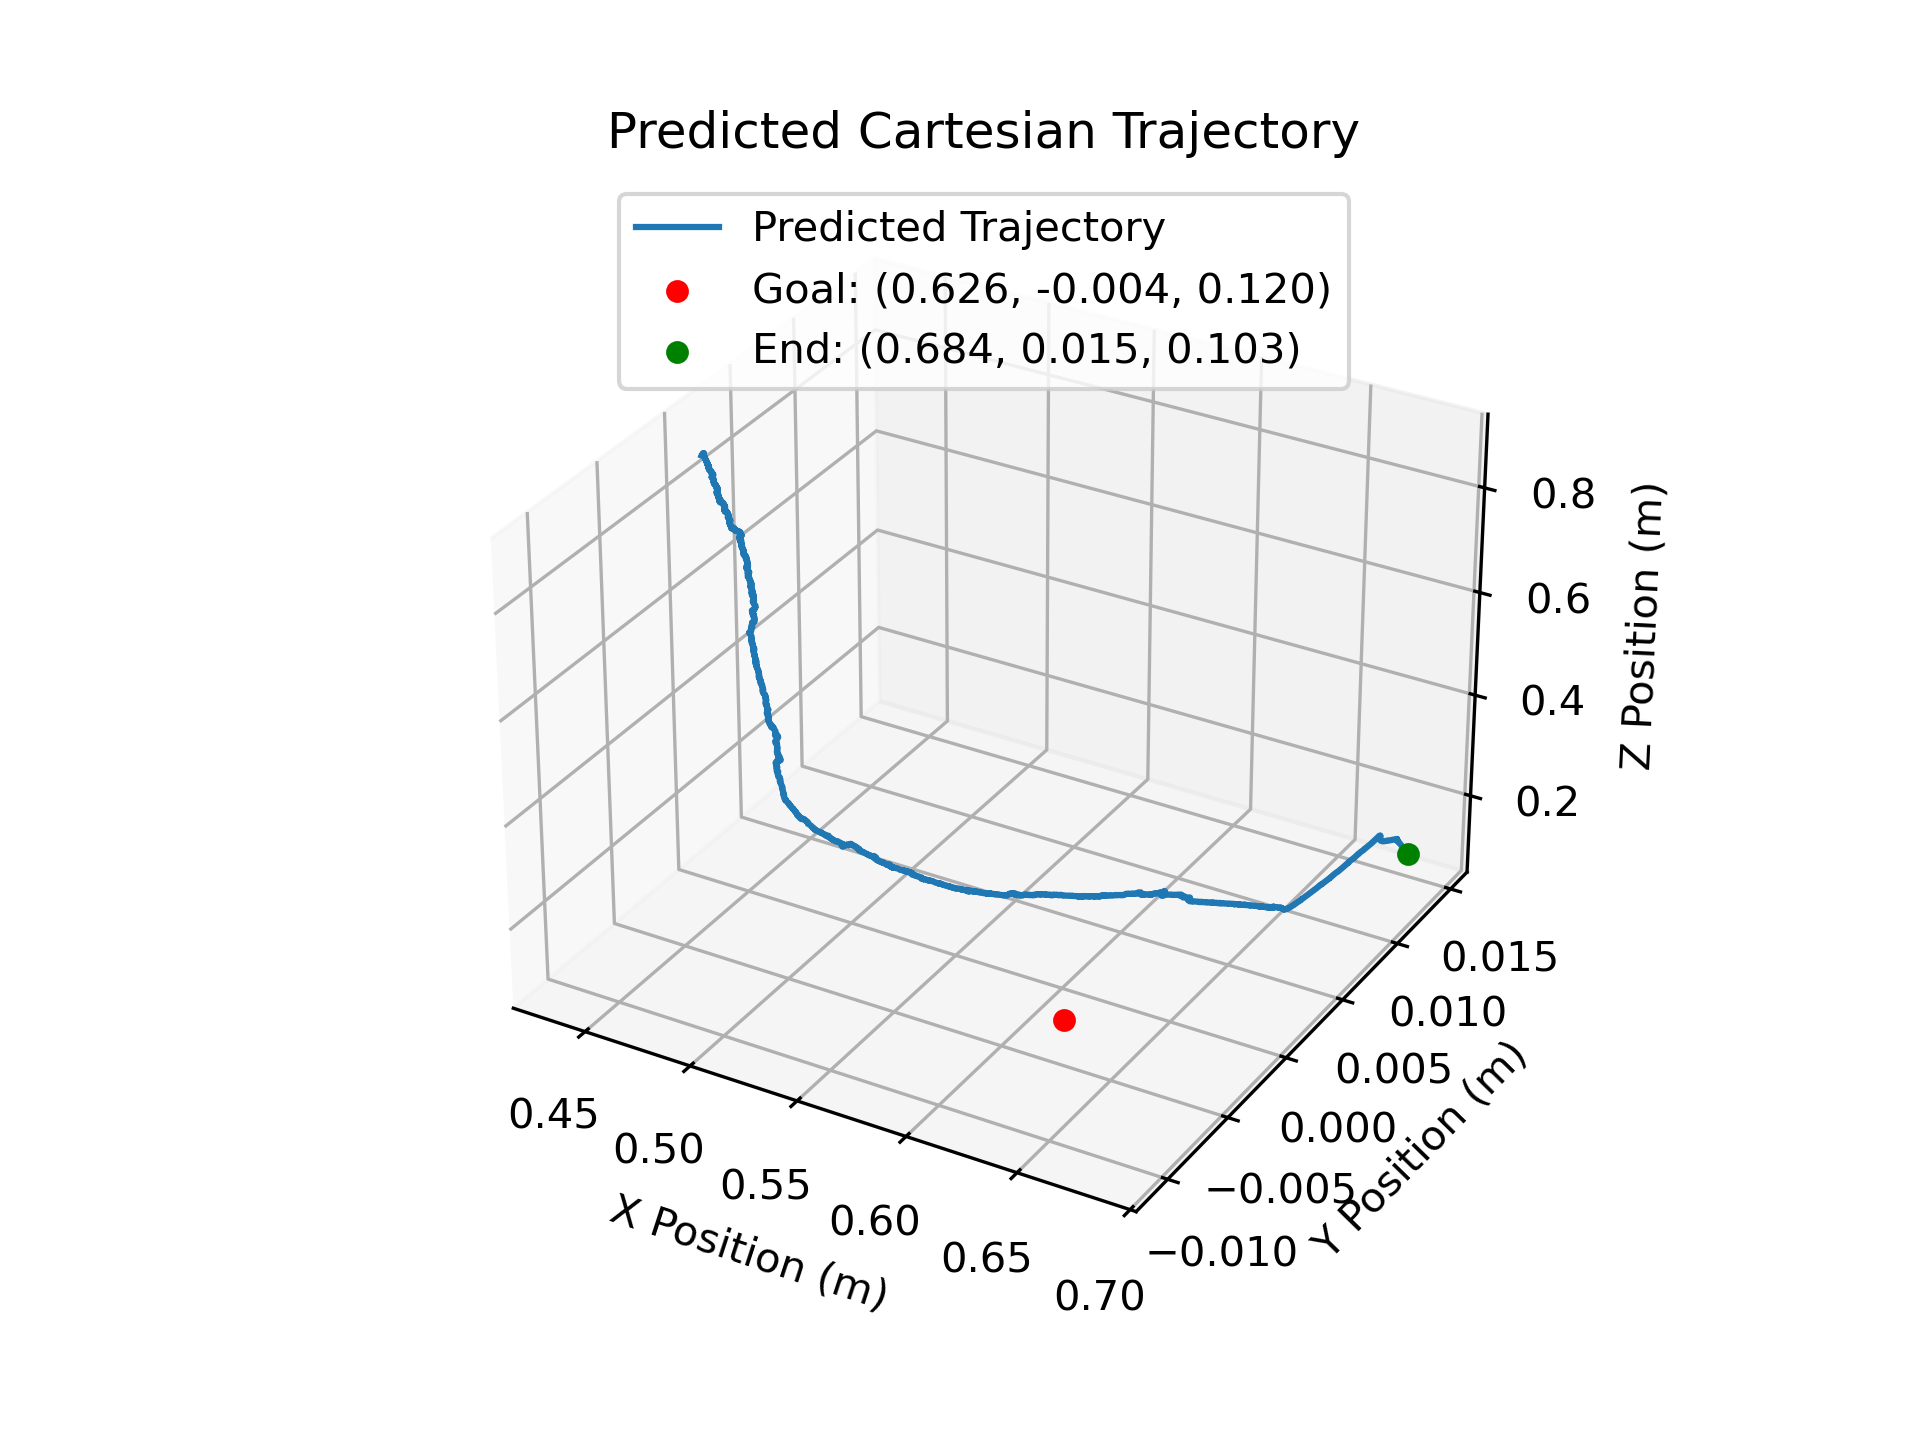 Predicted Cartesian Trajectory
Predicted Trajectory
Goal: (0.626, -0.004, 0.120)
End: (0.684, 0.015, 0.103)
0.8
0.6
0.4
0.2
Z Position (m)
0.015
0.010
0.005
0.000
−0.005
−0.010
Y Position (m)
0.45
0.50
0.55
0.60
0.65
0.70
X Position (m)